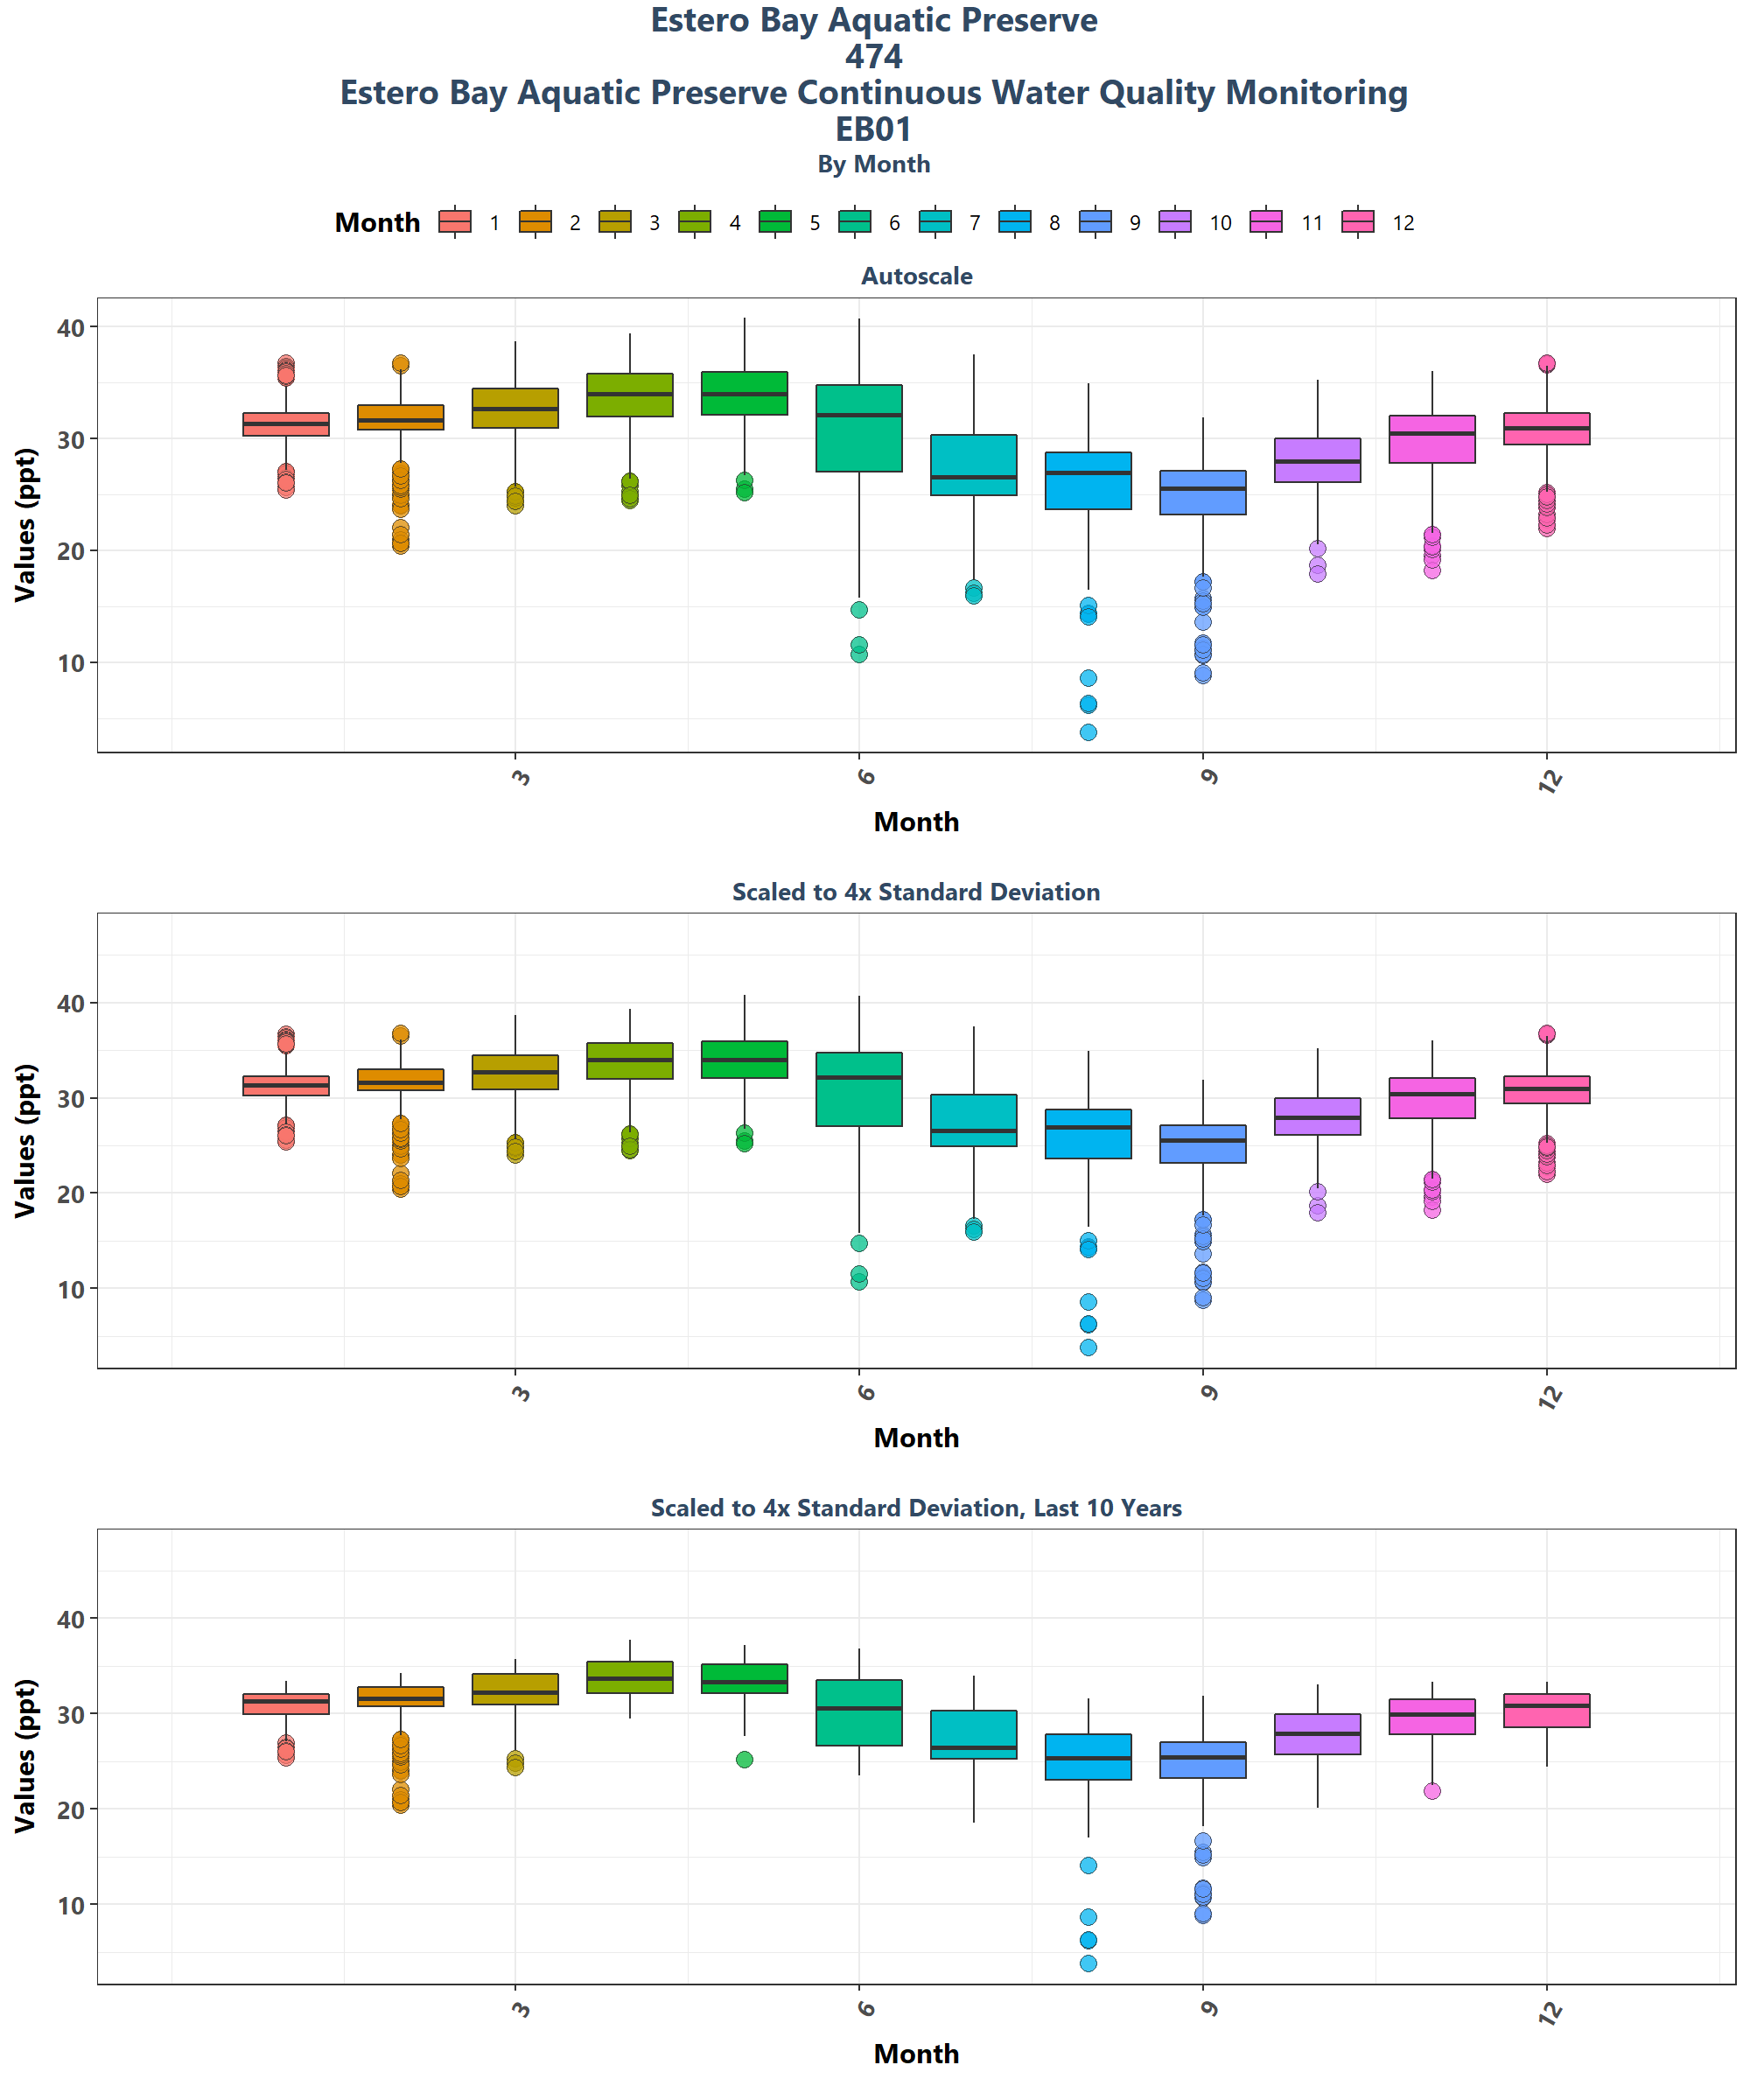 Estero Bay Aquatic Preserve
474
Estero Bay Aquatic Preserve Continuous Water Quality Monitoring
EB01
By Month
Month 1 2 3 4 5 6 7 8 9 10 11 12
Autoscale
Values (ppt)
40
30
20
10
3 6 9 12
Month
Scaled to 4x Standard Deviation
Values (ppt)
40
30
20
10
3 6 9 12
Month
Scaled to 4x Standard Deviation, Last 10 Years
Values (ppt)
40
30
20
10
3 6 9 12
Month